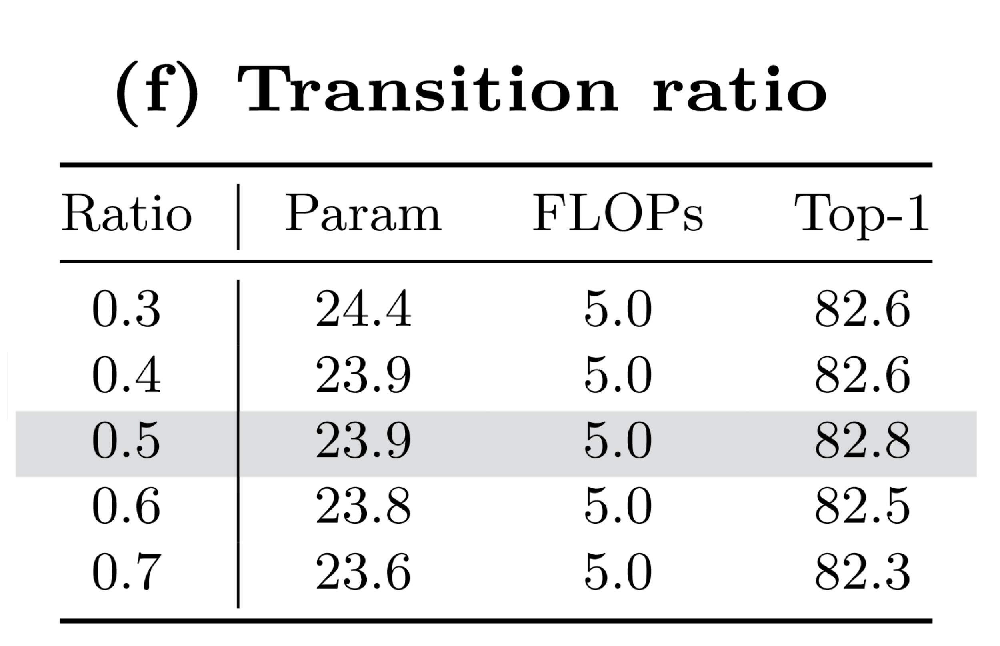 (f) Transition ratio
Ratio Param FLOPs Top-1
0.3 24.4 5.0 82.6
0.4 23.9 5.0 82.6
0.5 23.9 5.0 82.8
0.6 23.8 5.0 82.5
0.7 23.6 5.0 82.3